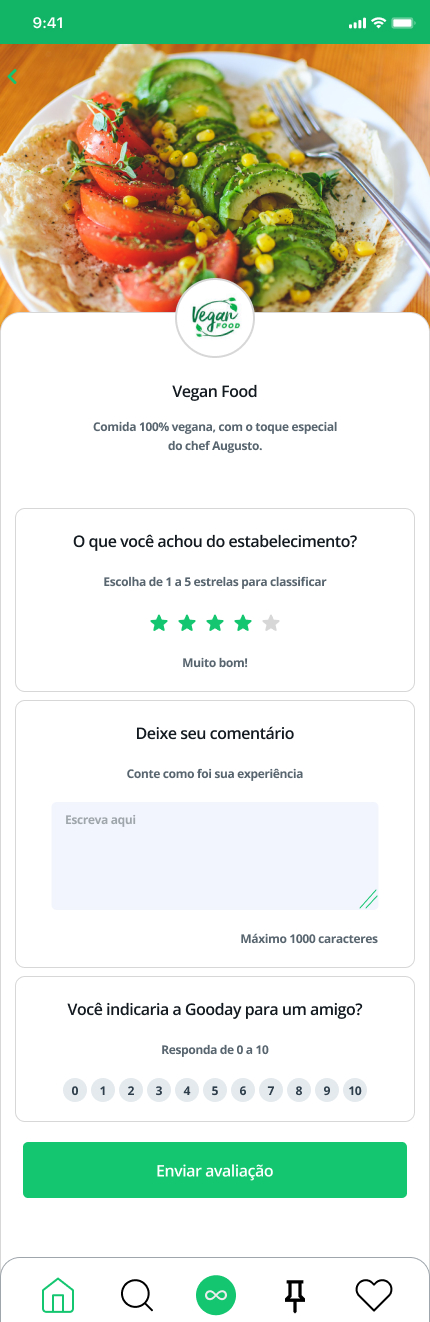 9:41
Vegan
FOOD
Vegan Food
Comida 100% vegana, com o toque especial
do chef Augusto.
O que você achou do estabelecimento?
Escolha de 1 a 5 estrelas para classificar
Muito bom!
Deixe seu comentário
Conte como foi sua experiência
Escreva aqui
Máximo 1000 caracteres
Você indicaria a Gooday para um amigo?
Responda de 0 a 10
0 1 2 3 4 5 6 7 8 9 10
Enviar avaliação